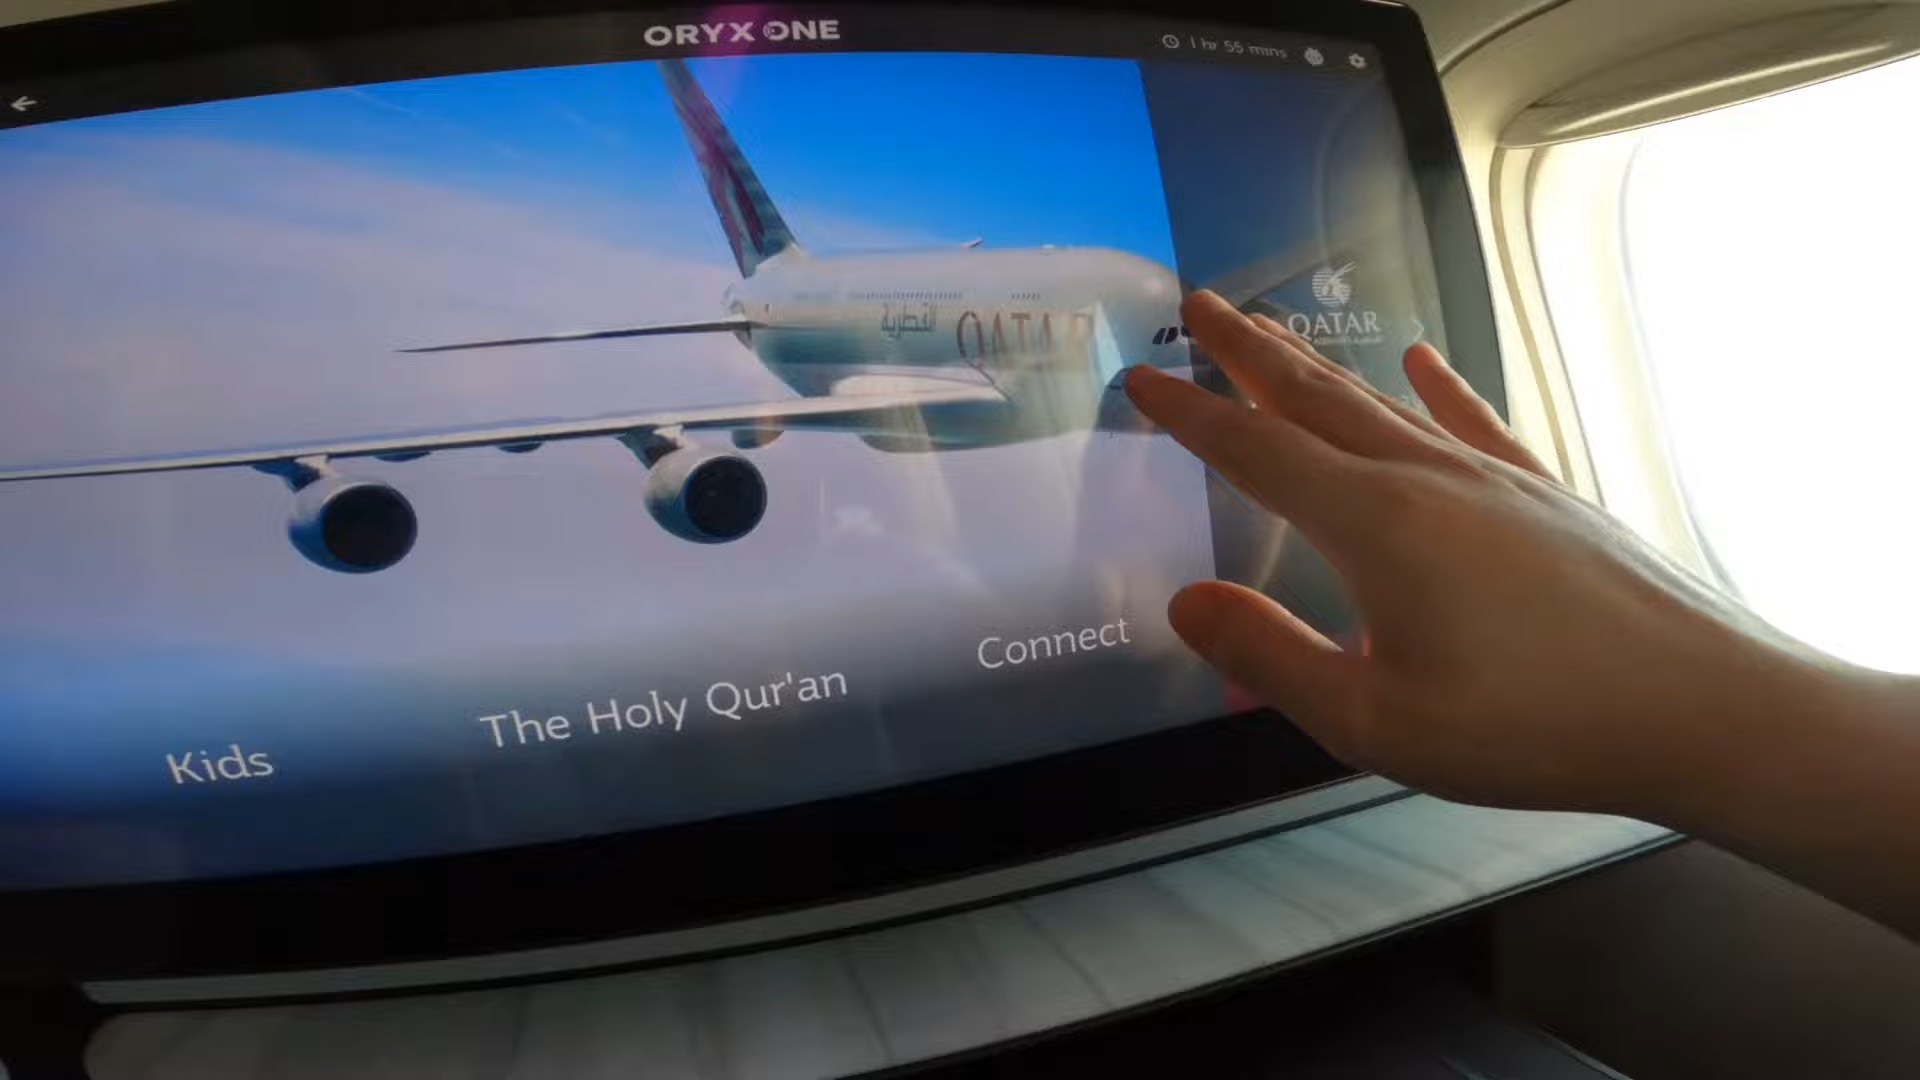 ORYX ONE
1 hr 55 mins
القطرية
QATAR
QATAR
Connect
The Holy Qur'an
Kids